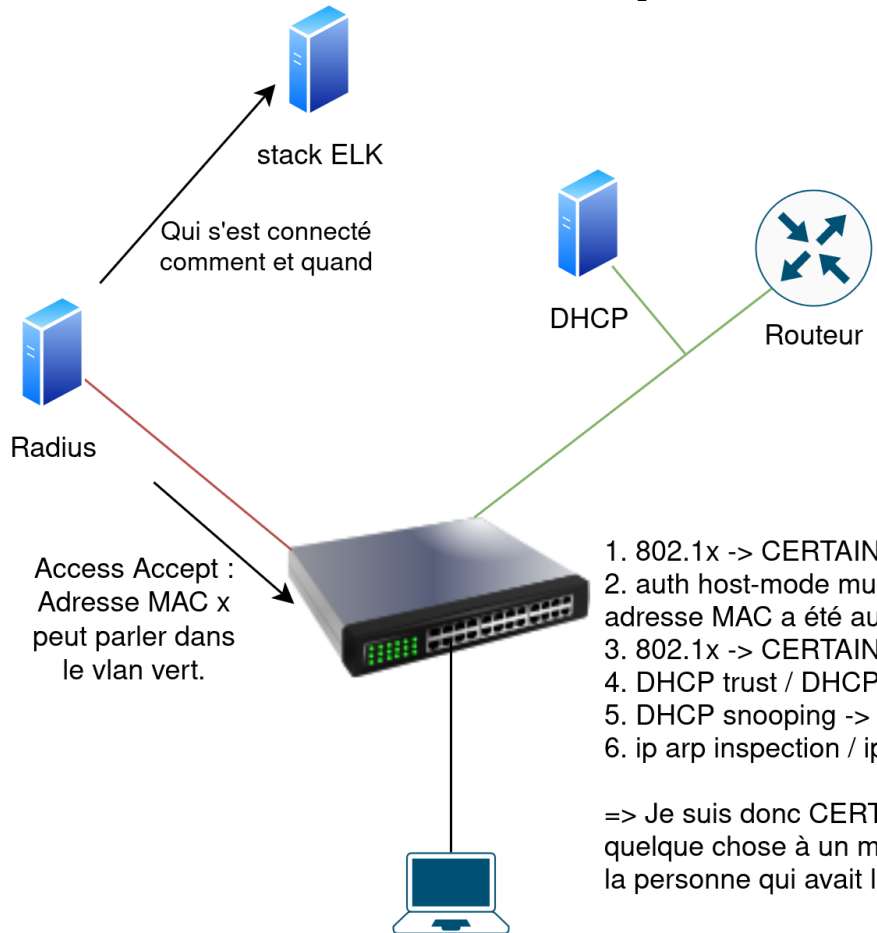 stack ELK
Qui s'est connecté
comment et quand
DHCP
Routeur
Radius
Access Accept :
Adresse MAC x
peut parler dans
le vlan vert.
1. 802.1x -> CERTAIN
2. auth host-mode mu
adresse MAC a été au
3. 802.1x -> CERTAIN
4. DHCP trust / DHCP
5. DHCP snooping ->
6. ip arp inspection / ip
=> Je suis donc CERT
quelque chose à un m
la personne qui avait l